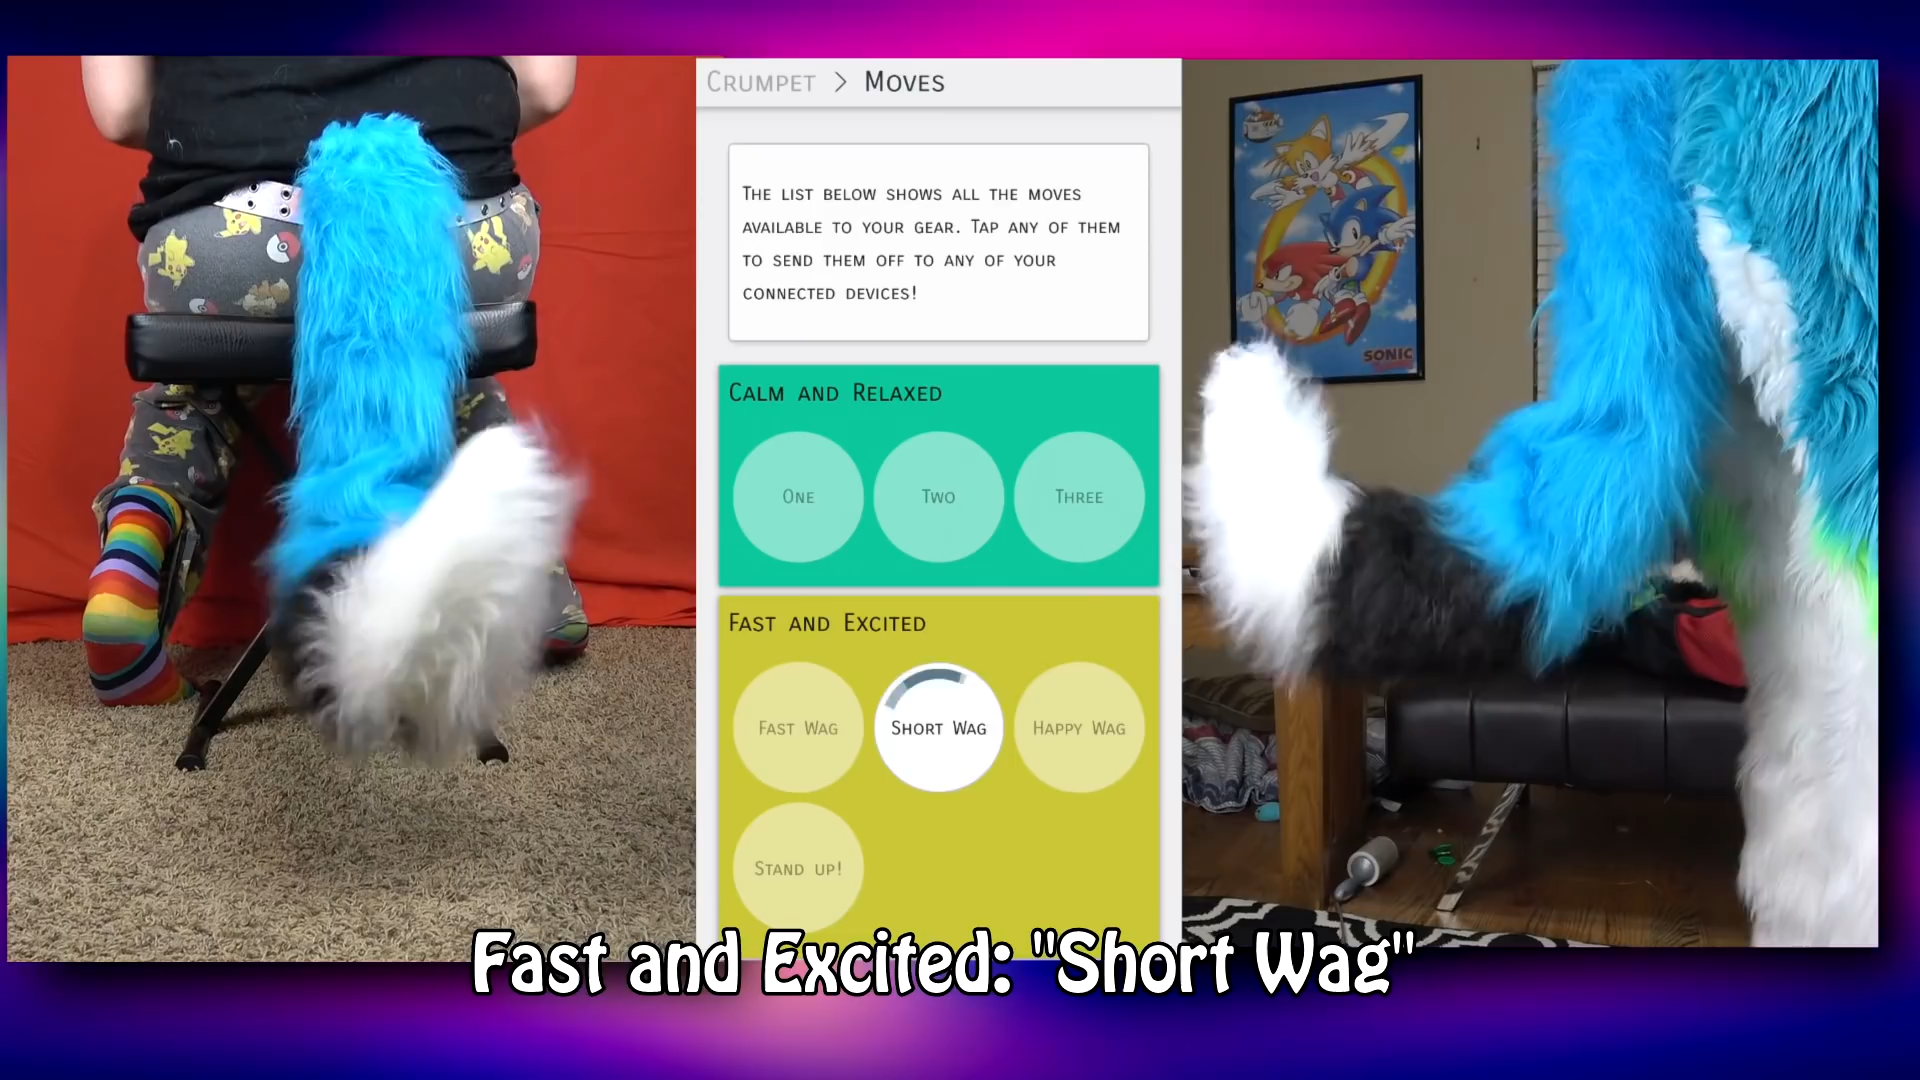 Crumpet > Moves
The list below shows all the moves
available to your gear. Tap any of them
to send them off to any of your
connected devices!
Calm and Relaxed
One
Two
Three
Fast and Excited
Fast Wag
Short Wag
Happy Wag
Stand up!
SONIC
Fast and Excited: "Short Wag"